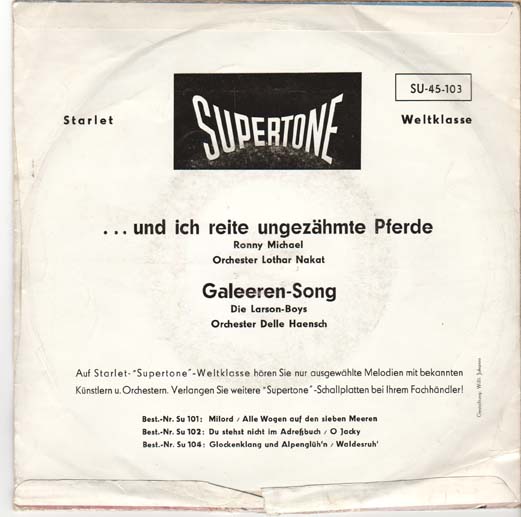 SU-45-103
Starlet
SUPERTONE
Weltklasse
... und ich reite ungezähmte Pferde
Ronny Michael
Orchester Lothar Nakat
Galeeren-Song
Die Larson-Boys
Orchester Delle Haensch
Auf Starlet-"Supertone"-Weltklasse hören Sie nur ausgewählte Melodien mit bekannten
Künstlern u. Orchestern. Verlangen Sie weitere "Supertone"-Schallplatten bei Ihrem Fachhändler!
Best.-Nr. Su 101: Milord / Alle Wogen auf den sieben Meeren
Best.-Nr. Su 102: Du stehst nicht im Adreßbuch / O Jacky
Best.-Nr. Su 104: Glockenklang und Alpenglüh'n / Waldesruh'
Gestaltung: Willi